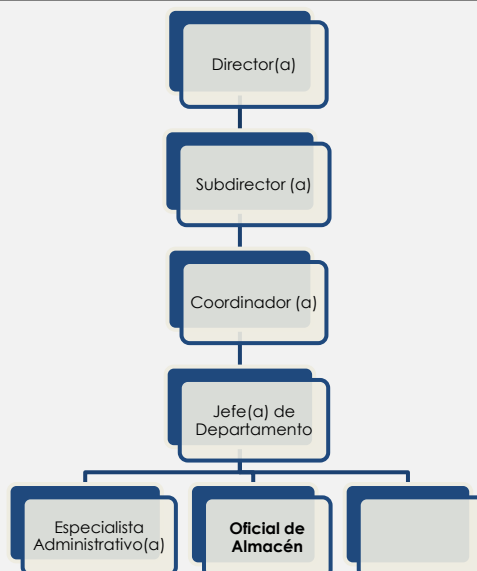 Director(a)
Subdirector (a)
Coordinador (a)
Jefe(a) de
Departamento
Especialista
Administrativo(a)
Oficial de
Almacén